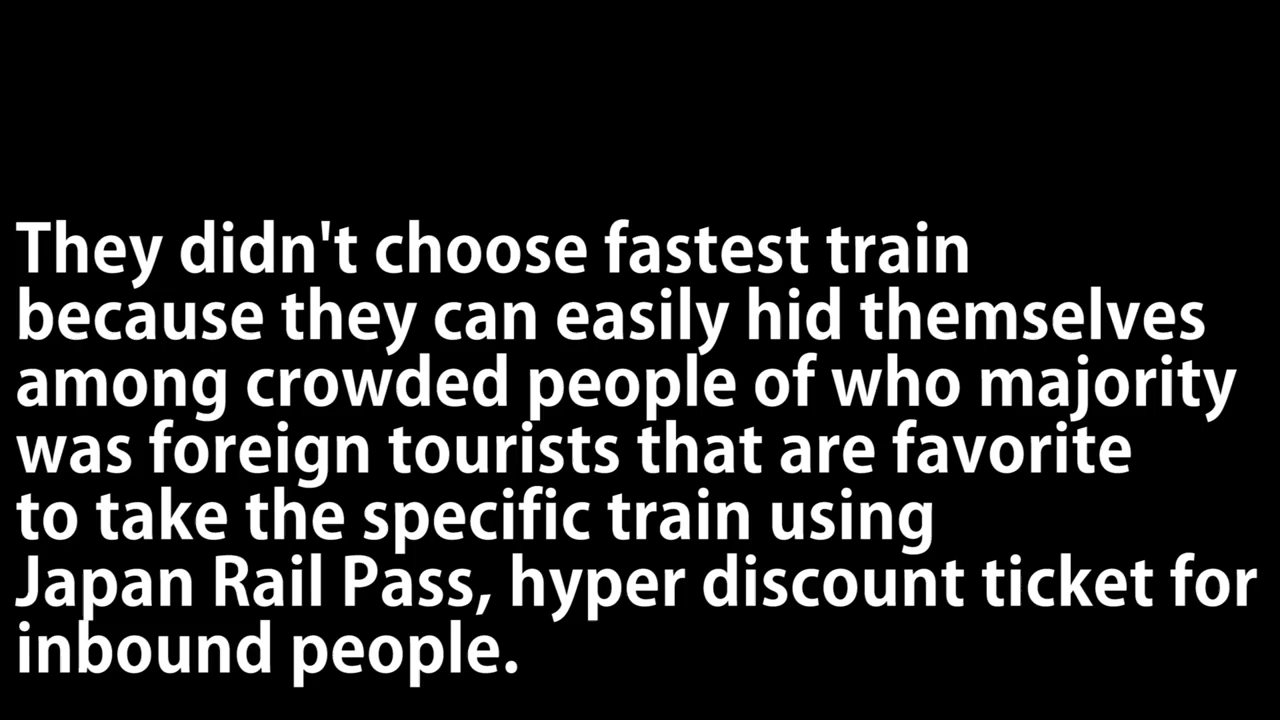 They didn't choose fastest train
because they can easily hid themselves
among crowded people of who majority
was foreign tourists that are favorite
to take the specific train using
Japan Rail Pass, hyper discount ticket for
inbound people.